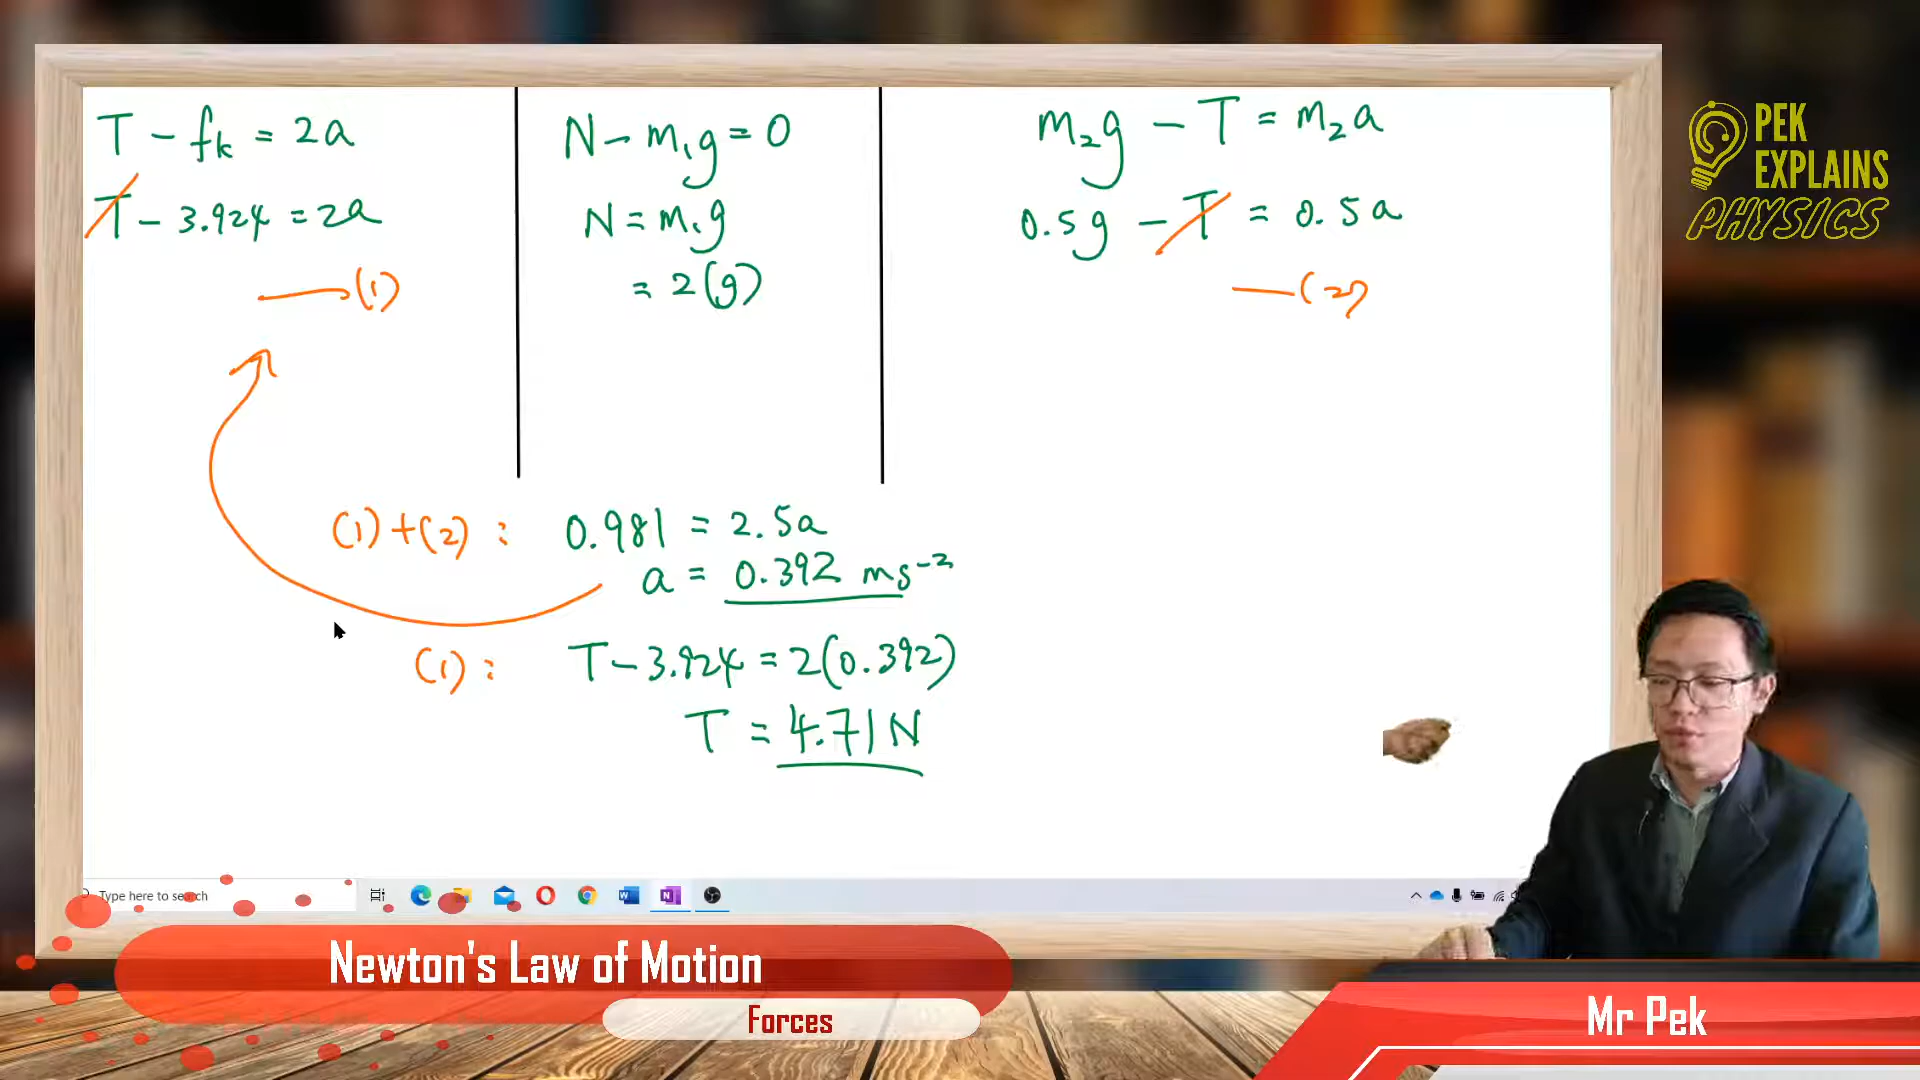 T - fk = 2a
T - 3.924 = 2a
(1)
N - m₁g = 0
N = m₁g
= 2(g)
m₂g - T = m₂a
0.5g - T = 0.5a
(2)
(1)+(2) : 0.981 = 2.5a
a = 0.392 ms⁻²
(1) : T - 3.924 = 2(0.392)
T = 4.71 N
PEK
EXPLAINS
PHYSICS
Type here to search
Newton's Law of Motion
Forces
Mr Pek